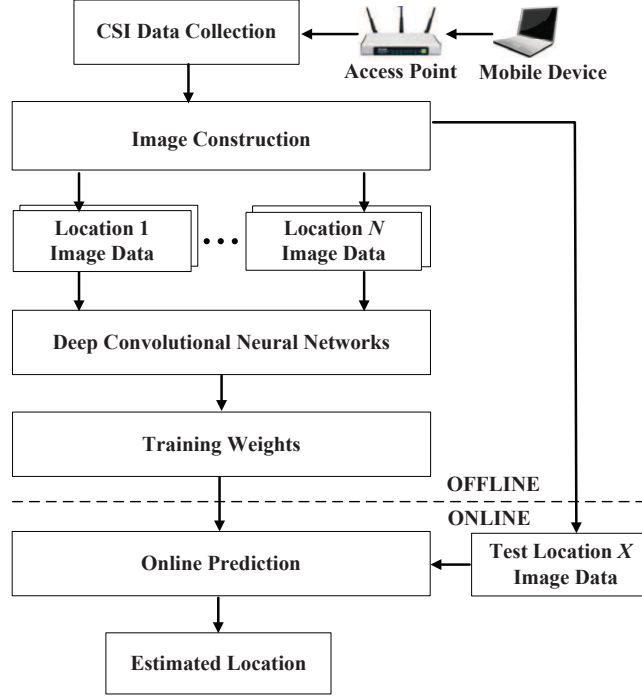 CSI Data Collection
Access Point
Mobile Device
Image Construction
Location 1
Image Data
Location N
Image Data
Deep Convolutional Neural Networks
Training Weights
OFFLINE
ONLINE
Online Prediction
Test Location X
Image Data
Estimated Location